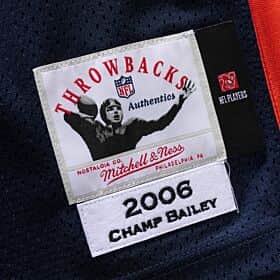 THROWBACKS
NFL
Authentics
NFL PLAYERS
NOSTALGIA CO.
Mitchell & Ness
PHILADELPHIA PA
2006
CHAMP BAILEY